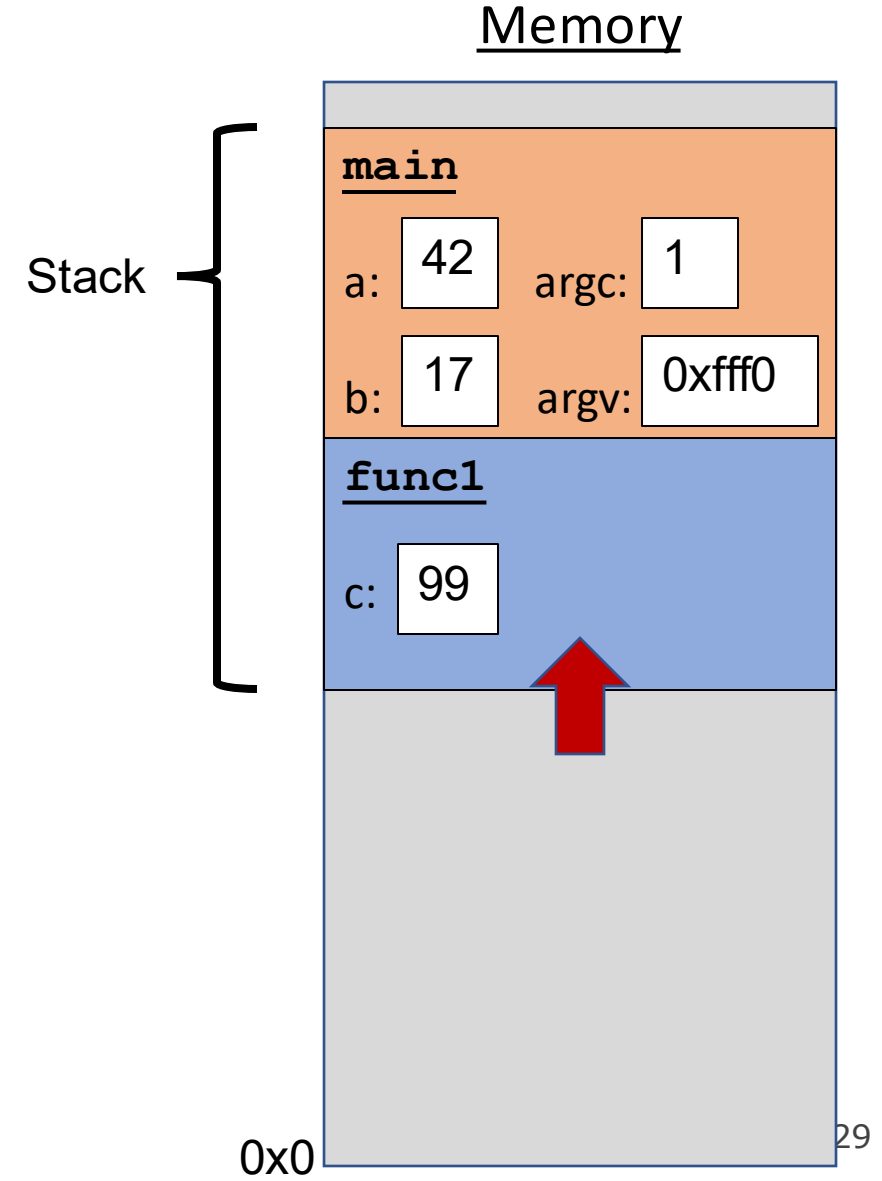 Memory
main
Stack
a: 42 argc: 1
b: 17 argv: 0xfff0
func1
c: 99
29
0x0